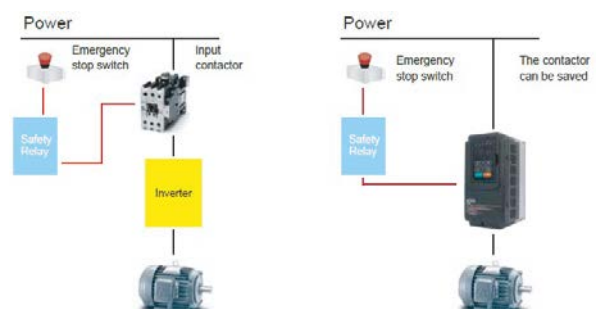 Power
Emergency
stop switch
Input
contactor
Safety
Relay
Inverter
Power
Emergency
stop switch
The contactor
can be saved
Safety
Relay